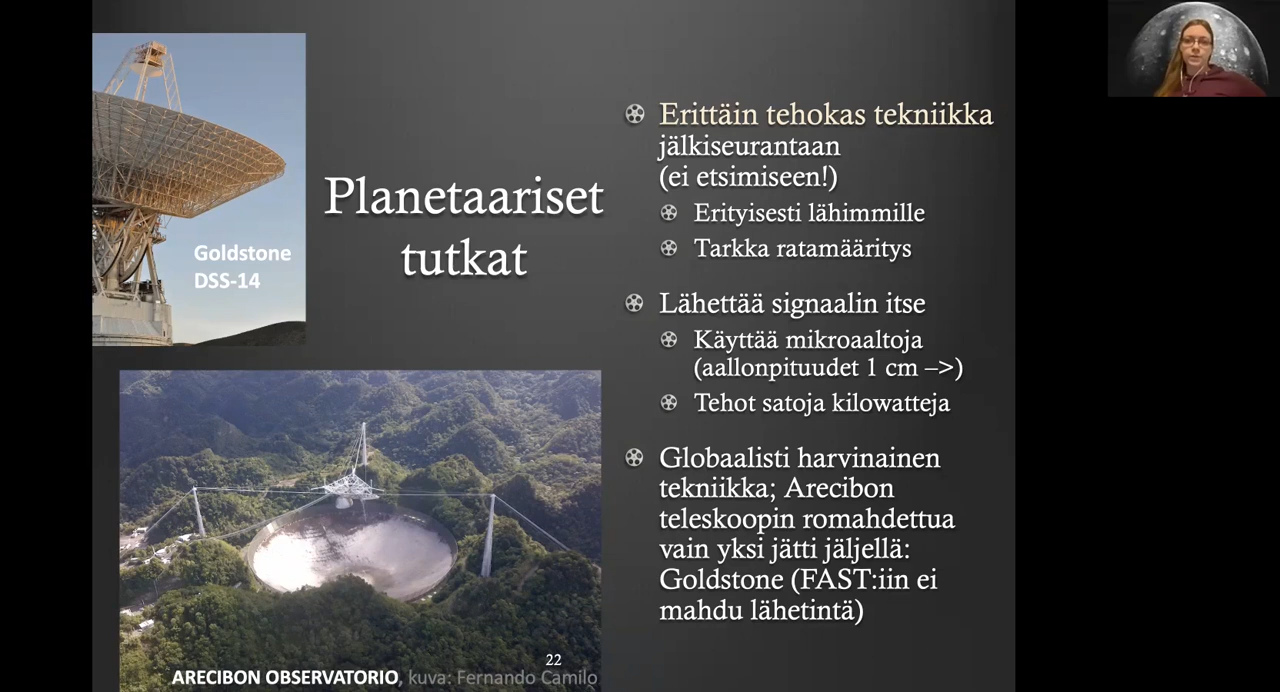 Goldstone
DSS-14
Planetaariset
tutkat
Erittäin tehokas tekniikka
jälkiseurantaan
(ei etsimiseen!)
Erityisesti lähimmille
Tarkka ratamääritys
Lähettää signaalin itse
Käyttää mikroaaltoja
(aallonpituudet 1 cm –>)
Tehot satoja kilowatteja
Globaalisti harvinainen
tekniikka; Arecibon
teleskoopin romahdettua
vain yksi jätti jäljellä:
Goldstone (FAST:iin ei
mahdu lähetintä)
22
ARECIBON OBSERVATORIO, kuva: Fernando Camilo